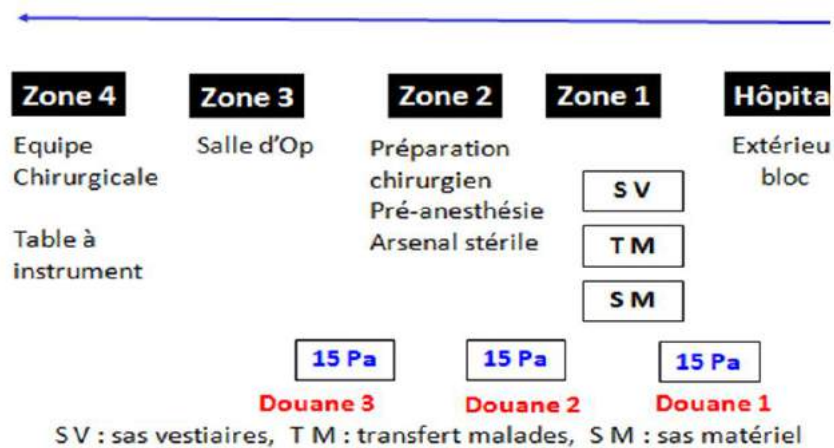 Zone 4 Zone 3 Zone 2 Zone 1 Hôpita
Equipe Salle d'Op Préparation Extérieu
Chirurgicale chirurgien bloc
Pré-anesthésie S V
Table à Arsenal stérile T M
instrument
S M
15 Pa 15 Pa 15 Pa
Douane 3 Douane 2 Douane 1
S V : sas vestiaires, T M : transfert malades, S M : sas matériel